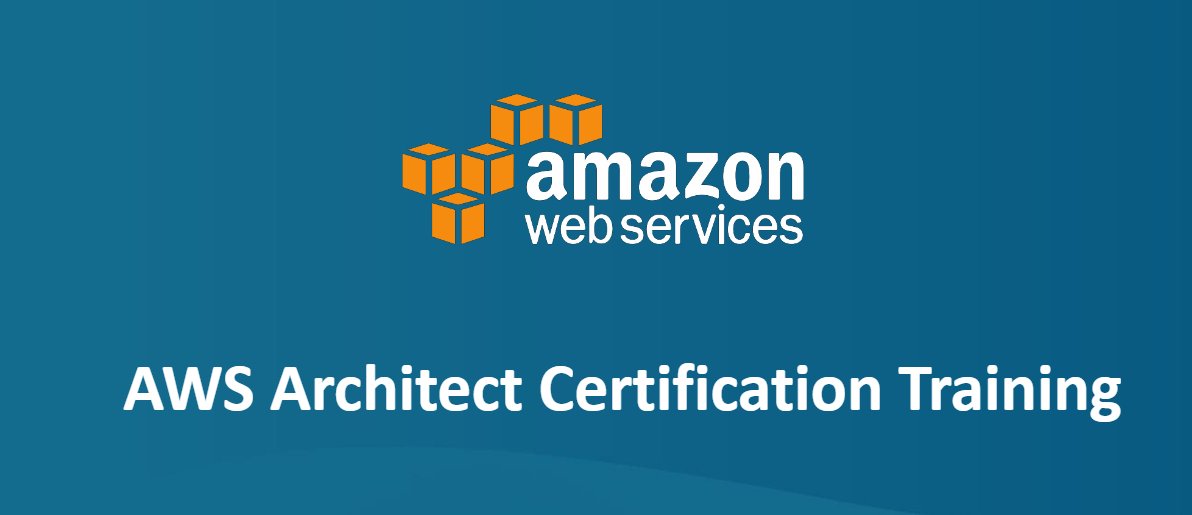 amazon
web services
AWS Architect Certification Training